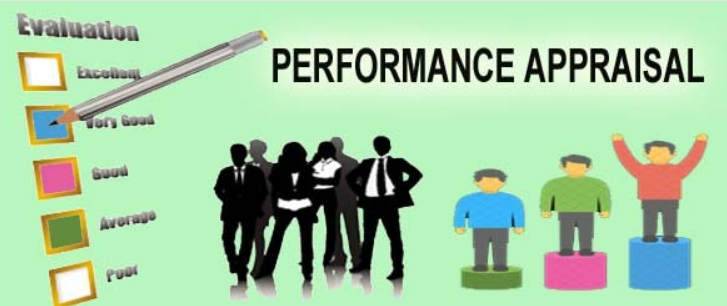 Evaluation
PERFORMANCE APPRAISAL
Excellent
Very Good
Good
Average
Poor